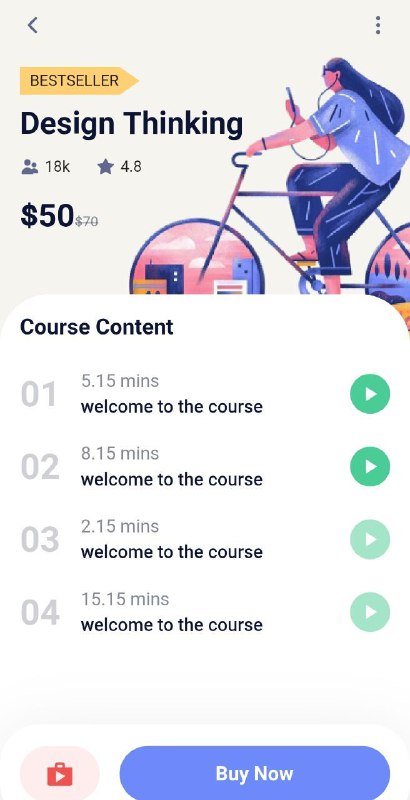 BESTSELLER
Design Thinking
18k 4.8
$50 $70
Course Content
01 5.15 mins
welcome to the course
02 8.15 mins
welcome to the course
03 2.15 mins
welcome to the course
04 15.15 mins
welcome to the course
Buy Now